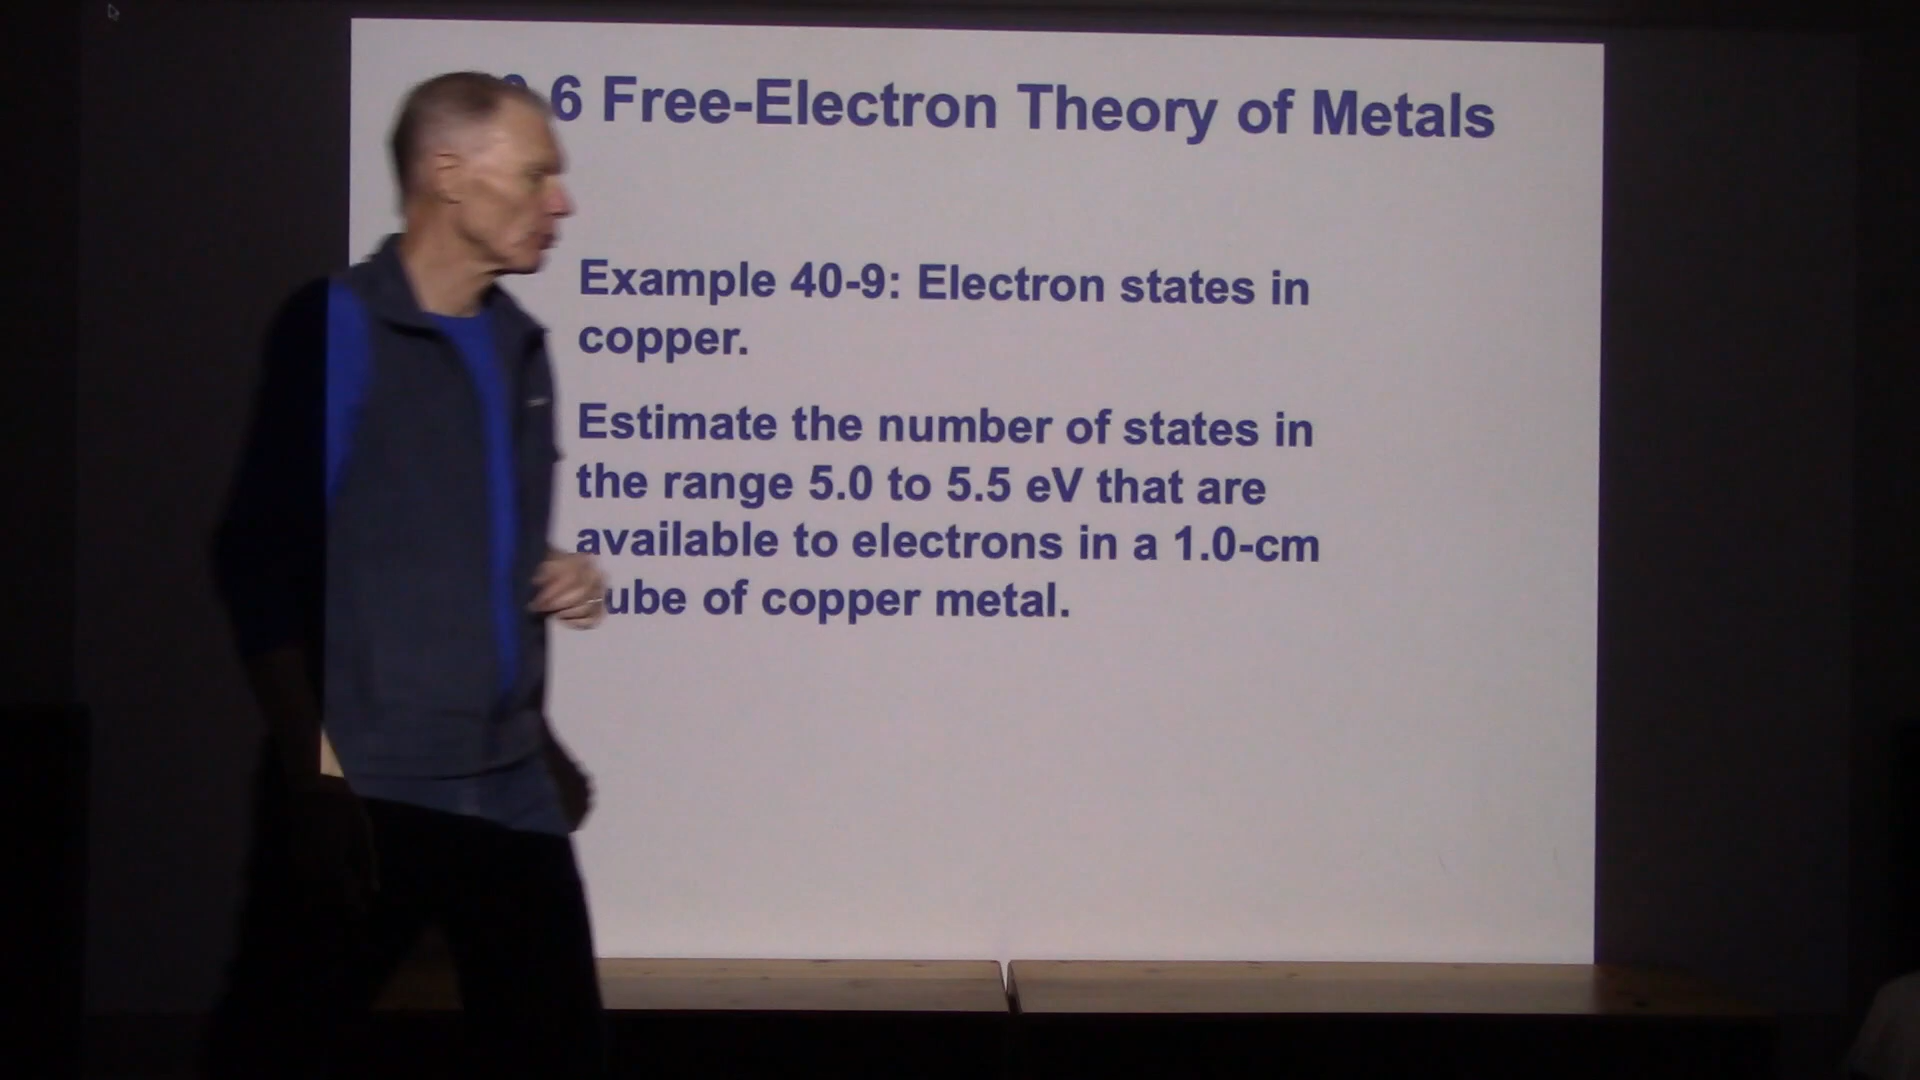 6 Free-Electron Theory of Metals
Example 40-9: Electron states in
copper.
Estimate the number of states in
the range 5.0 to 5.5 eV that are
available to electrons in a 1.0-cm
ube of copper metal.